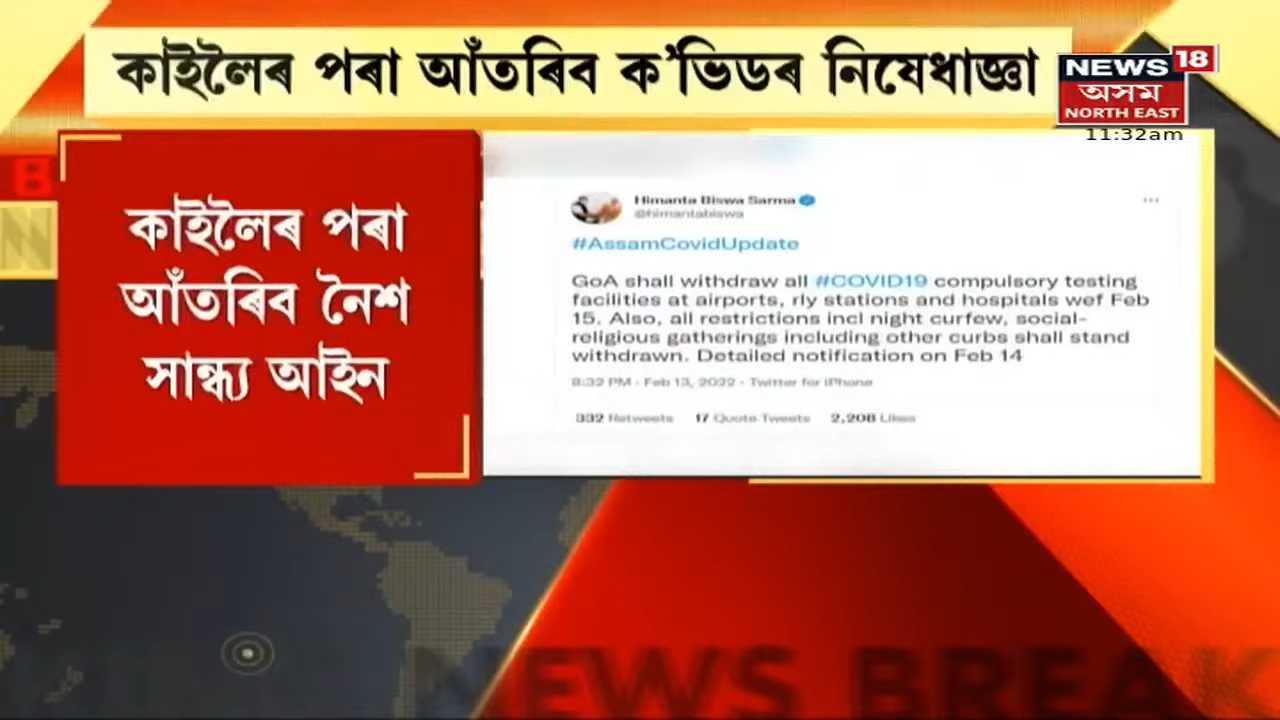 কাইলৈৰ পৰা আঁতৰিব ক'ভিডৰ নিষেধাজ্ঞা
NEWS 18
অসম
NORTH EAST
11:32am
কাইলৈৰ পৰা
আঁতৰিব নৈশ
সান্ধ্য আইন
Himanta Biswa Sarma
@himantabiswa
#AssamCovidUpdate
GoA shall withdraw all #COVID19 compulsory testing
facilities at airports, rly stations and hospitals wef Feb
15. Also, all restrictions incl night curfew, social-
religious gatherings including other curbs shall stand
withdrawn. Detailed notification on Feb 14
8:32 PM · Feb 13, 2022 · Twitter for iPhone
332 Retweets 17 Quote Tweets 2,208 Likes
B
N
NEWS BREAK